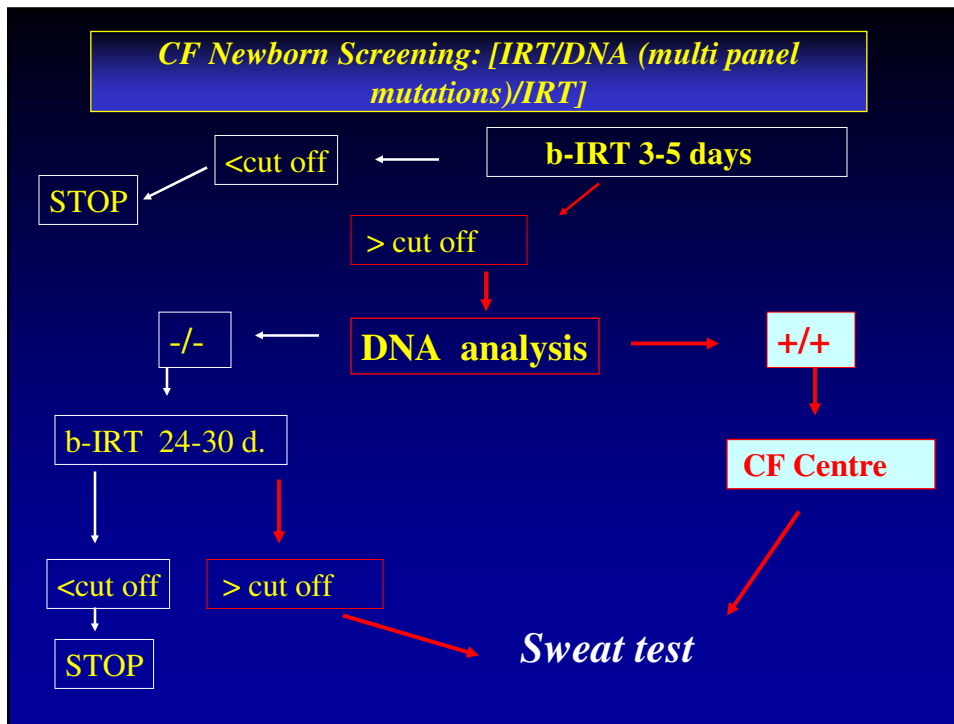 CF Newborn Screening: [IRT/DNA (multi panel
mutations)/IRT]
b-IRT 3-5 days
<cut off
STOP
> cut off
-/-
DNA analysis
+/+
b-IRT 24-30 d.
CF Centre
<cut off
> cut off
Sweat test
STOP